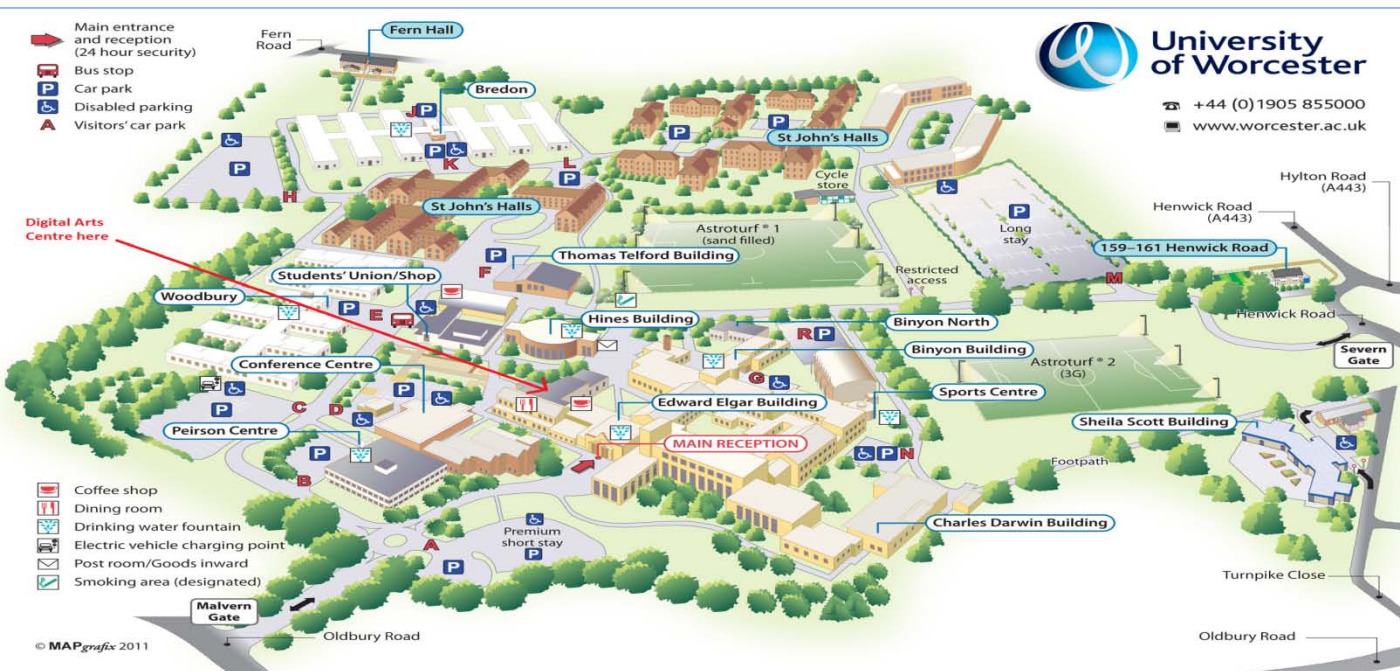 Main entrance
and reception
(24 hour security)
Bus stop
P Car park
Disabled parking
A Visitors' car park
Fern
Road
Fern Hall
University
of Worcester
+44 (0)1905 855000
www.worcester.ac.uk
J P
Bredon
P
K
L
P
P
H
P
P
St John's Halls
Cycle
store
St John's Halls
Hylton Road
(A443)
Henwick Road
(A443)
P
Long
stay
159–161 Henwick Road
M
Digital Arts
Centre here
Astroturf® 1
(sand filled)
Restricted
access
P
F
Thomas Telford Building
Students' Union/Shop
Woodbury
P
E
Hines Building
Binyon North
R P
Binyon Building
G
Henwick Road
Severn
Gate
Astroturf® 2
(3G)
Conference Centre
P
Sports Centre
Edward Elgar Building
Sheila Scott Building
P
C
D
Peirson Centre
MAIN RECEPTION
P
B
P N
Footpath
Coffee shop
Dining room
Drinking water fountain
Electric vehicle charging point
Post room/Goods inward
Smoking area (designated)
Premium
short stay
P
A
P
Charles Darwin Building
Turnpike Close
Malvern
Gate
Oldbury Road
Oldbury Road
© MAPgrafix 2011